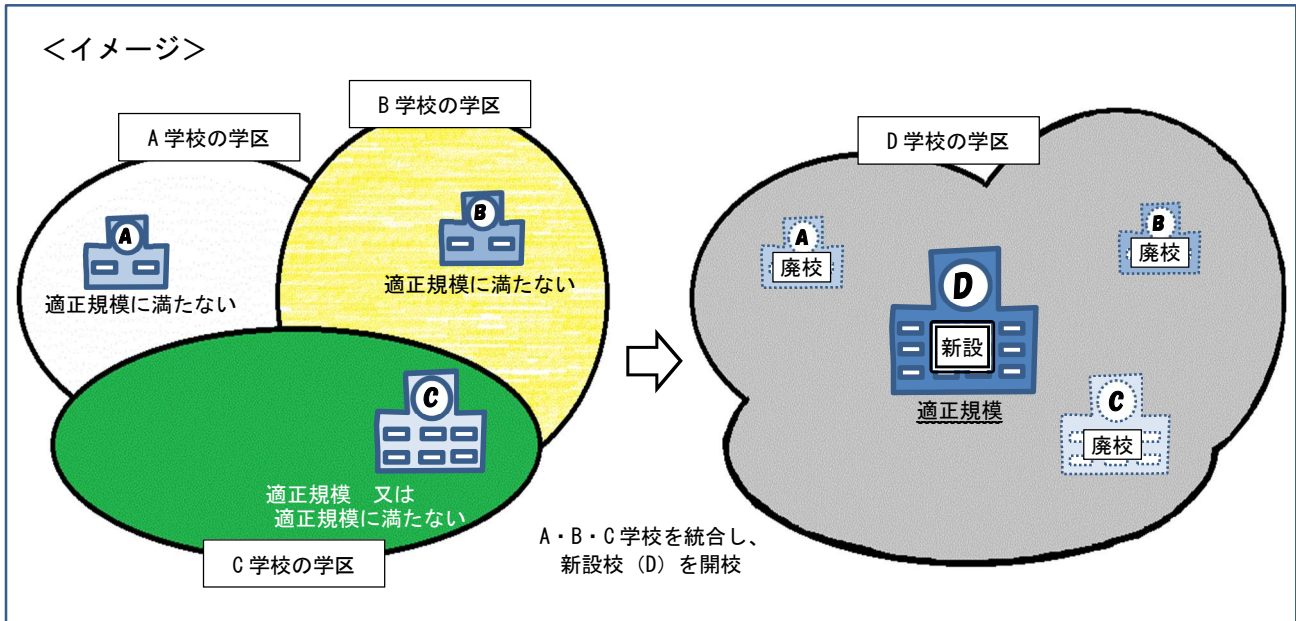 ＜イメージ＞
A学校の学区
B学校の学区
A
適正規模に満たない
B
適正規模に満たない
C
適正規模　又は
適正規模に満たない
C学校の学区
A・B・C学校を統合し、
新設校（D）を開校
D学校の学区
A
廃校
B
廃校
D
新設
適正規模
C
廃校